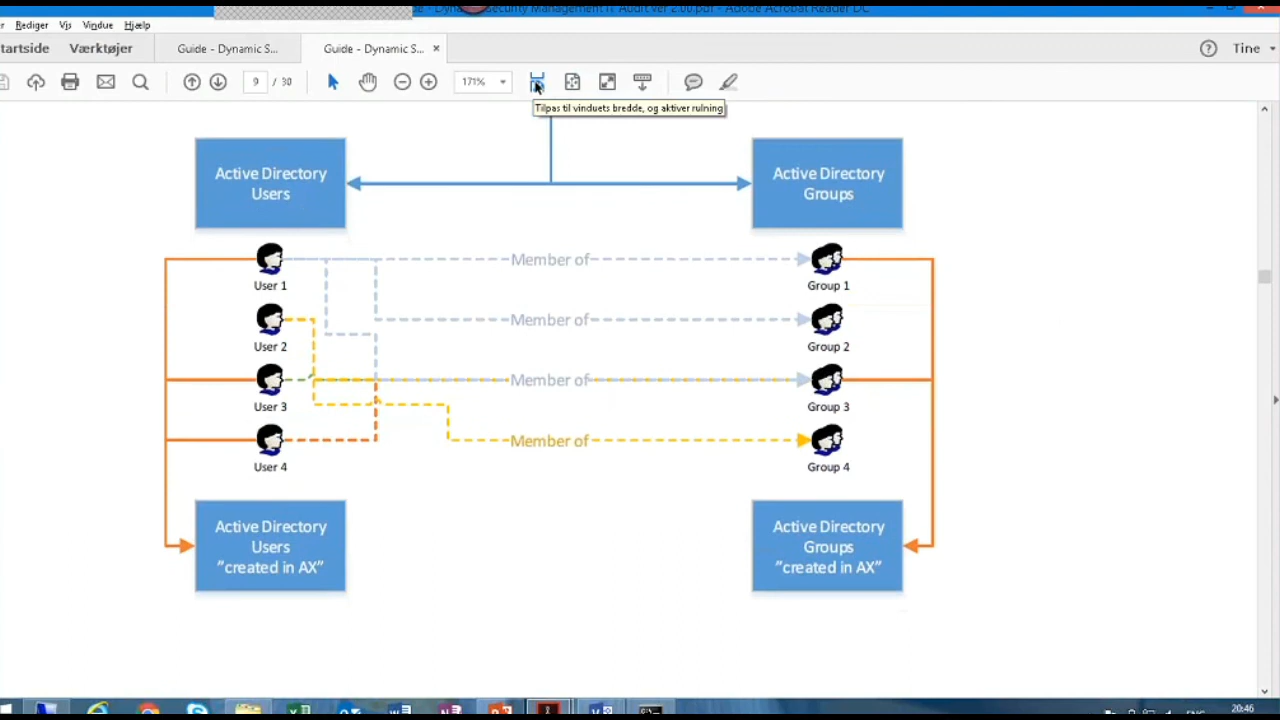 Security Management IT Audit.ver 2.00.pdf - Adobe Acrobat Reader DC
Rediger Vis Vindue Hjælp
tartside Værktøjer Guide - Dynamic S... Guide - Dynamic S... × ? Tine
9 / 30 171%
Tilpas til vinduets bredde, og aktiver rulning
Active Directory
Users
Active Directory
Groups
Member of
User 1
Group 1
Member of
User 2
Group 2
Member of
User 3
Group 3
Member of
User 4
Group 4
Active Directory
Users
”created in AX”
Active Directory
Groups
”created in AX”
20:46